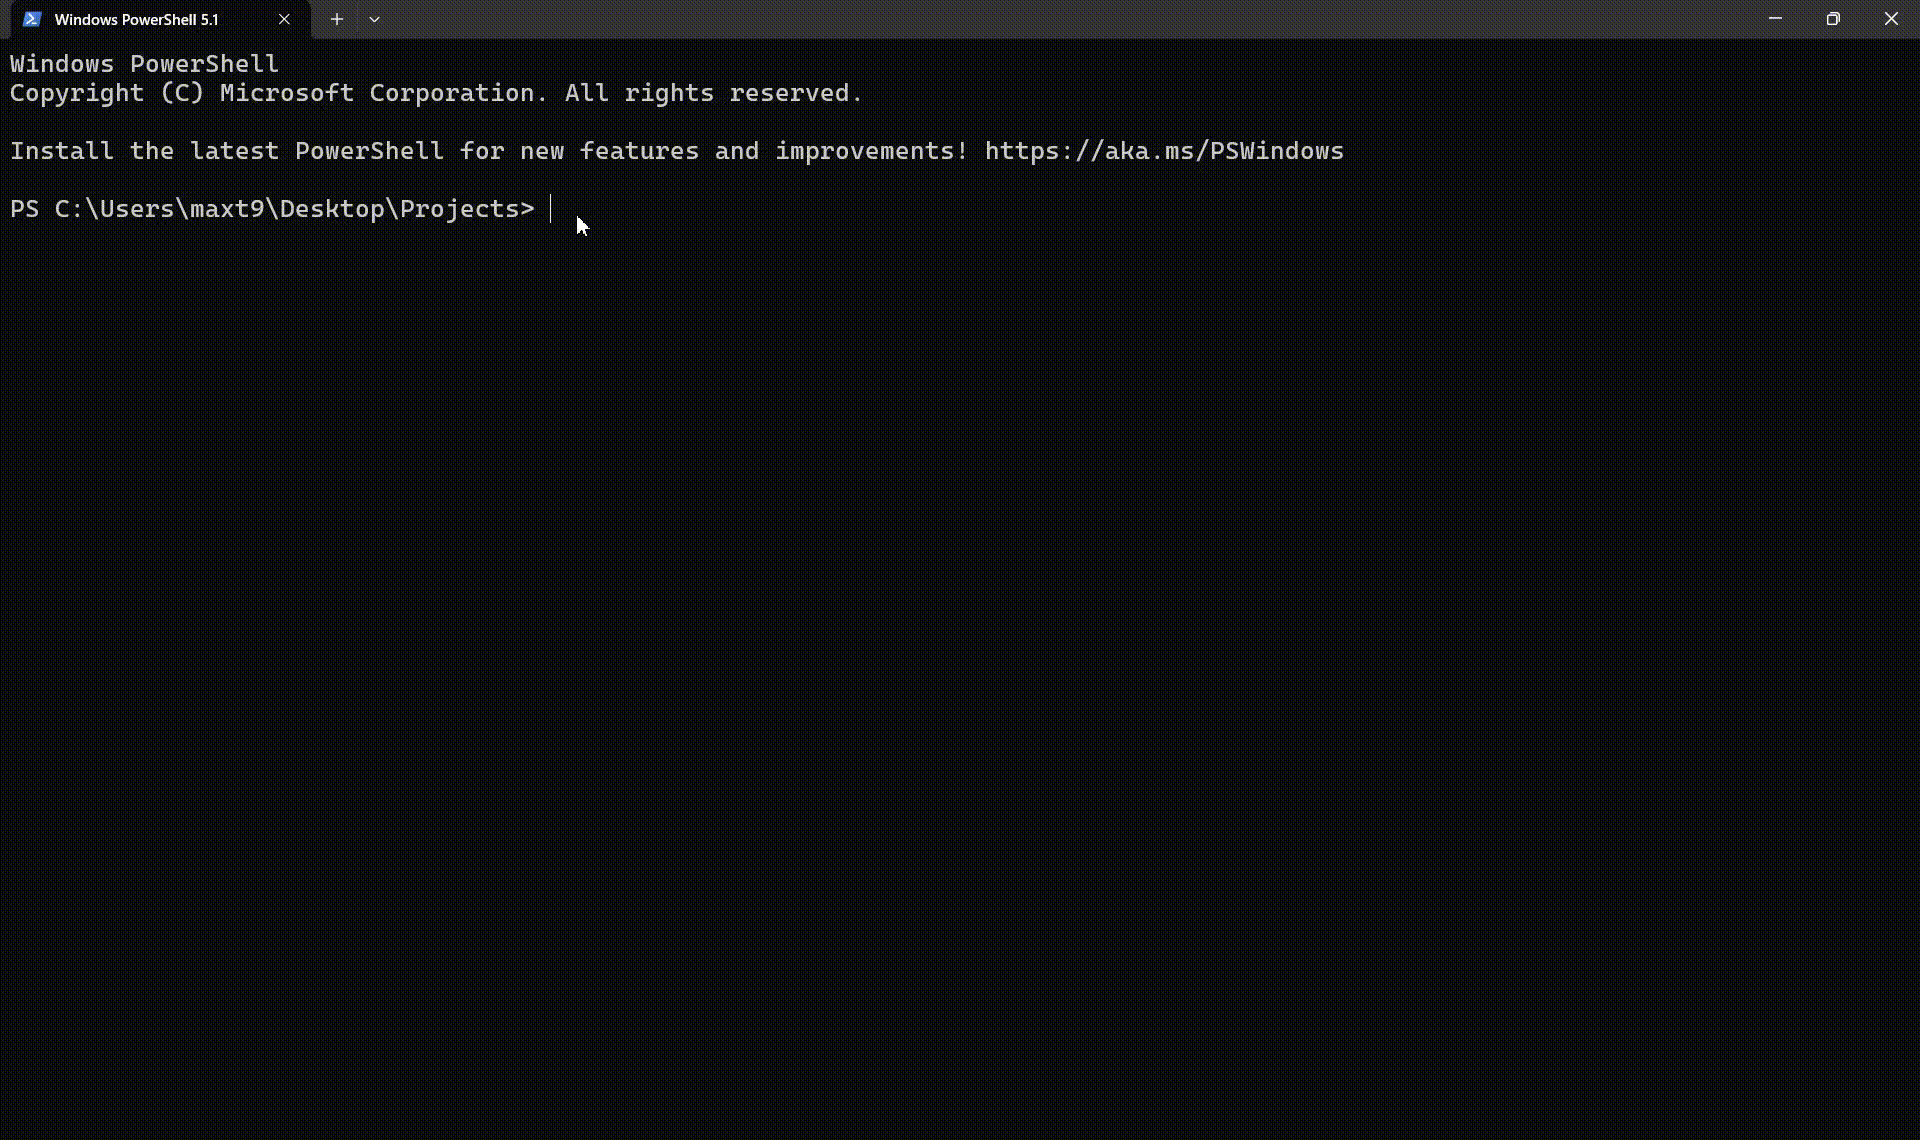 Windows PowerShell 5.1
Windows PowerShell
Copyright (C) Microsoft Corporation. All rights reserved.
Install the latest PowerShell for new features and improvements! https://aka.ms/PSWindows
PS C:\Users\maxt9\Desktop\Projects>